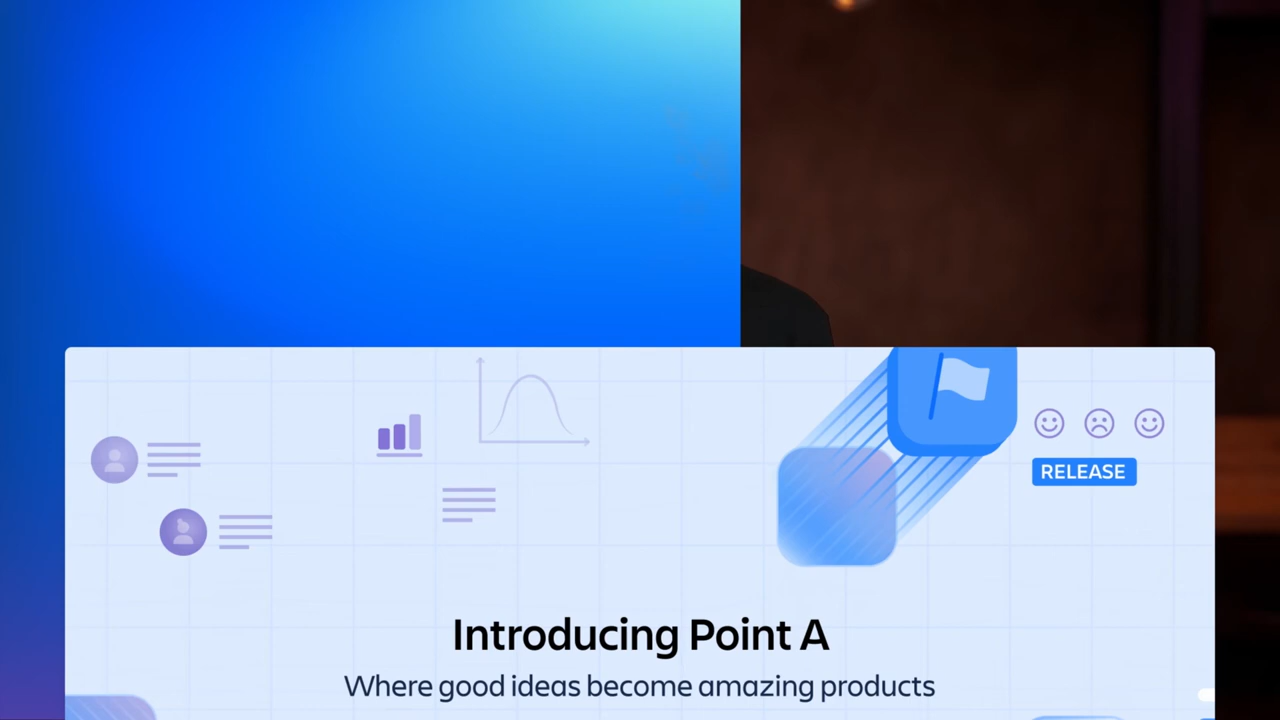 RELEASE
Introducing Point A
Where good ideas become amazing products